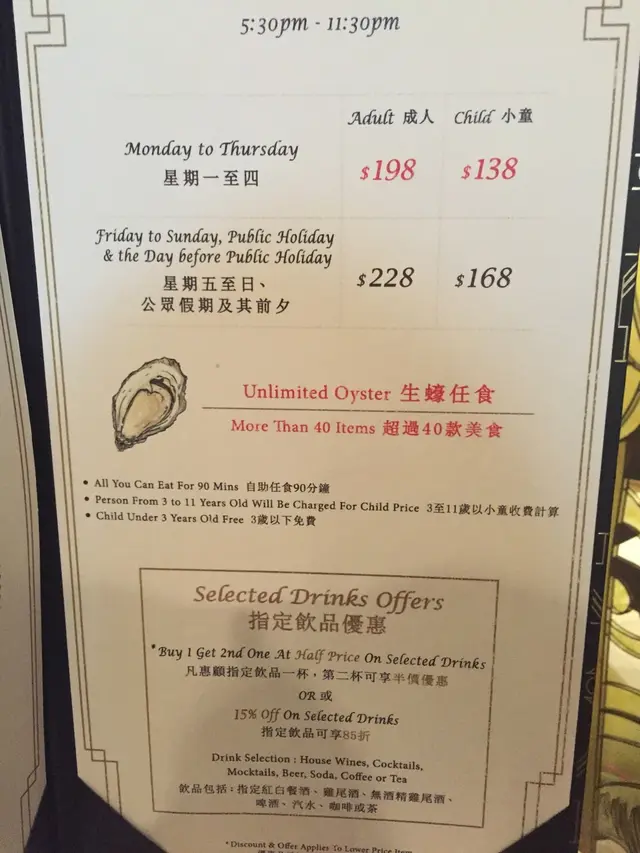 5:30pm - 11:30pm
Adult 成人 Child 小童
Monday to Thursday
星期一至四
$198 $138
Friday to Sunday, Public Holiday
& the Day before Public Holiday
星期五至日、
公眾假期及其前夕
$228 $168
Unlimited Oyster 生蠔任食
More Than 40 Items 超過40款美食
• All You Can Eat For 90 Mins 自助任食90分鐘
• Person From 3 to 11 Years Old Will Be Charged For Child Price 3至11歲以小童收費計算
• Child Under 3 Years Old Free 3歲以下免費
Selected Drinks Offers
指定飲品優惠
*Buy 1 Get 2nd One At Half Price On Selected Drinks
凡惠顧指定飲品一杯，第二杯可享半價優惠
OR 或
15% Off On Selected Drinks
指定飲品可享85折
Drink Selection : House Wines, Cocktails,
Mocktails, Beer, Soda, Coffee or Tea
飲品包括：指定紅白餐酒、雞尾酒、無酒精雞尾酒、
啤酒、汽水、咖啡或茶
*Discount & Offer Applies To Lower Price Item